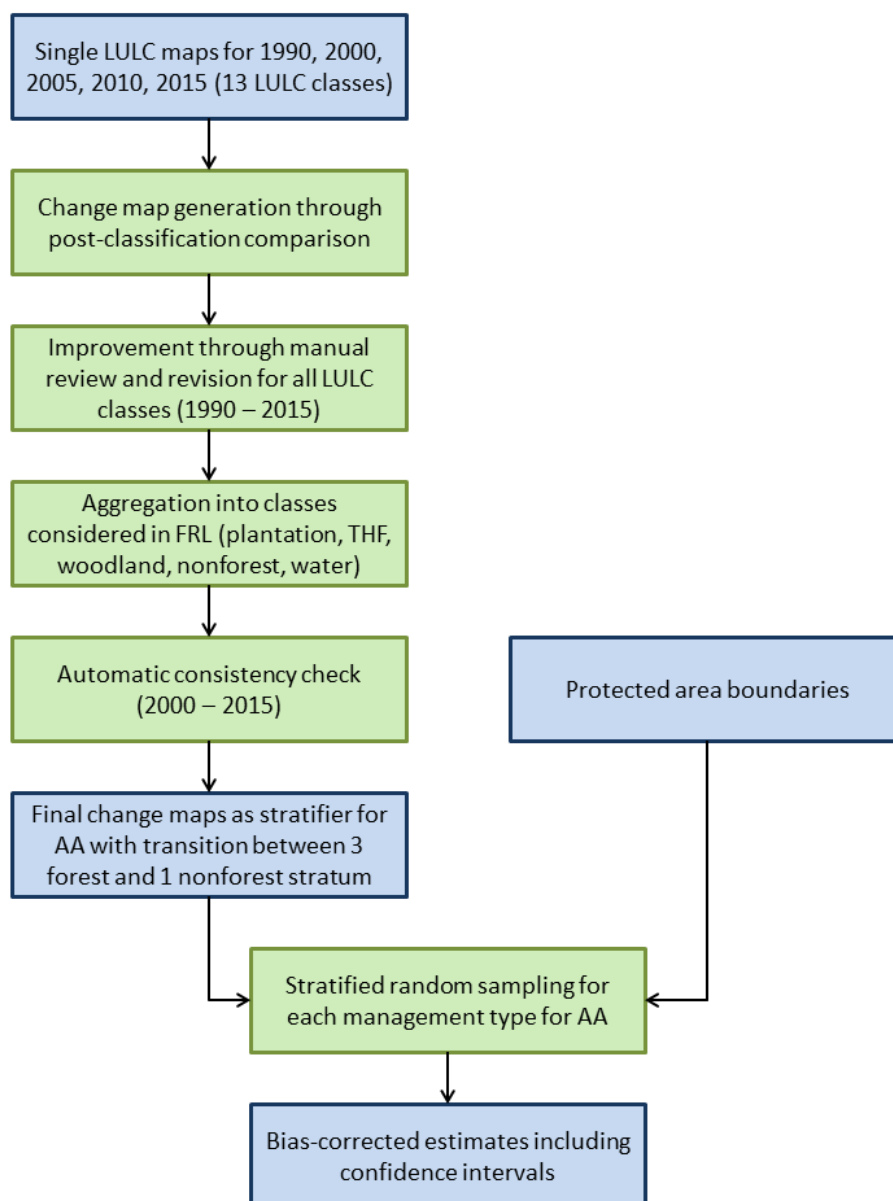 Single LULC maps for 1990, 2000,
2005, 2010, 2015 (13 LULC classes)
Change map generation through
post-classification comparison
Improvement through manual
review and revision for all LULC
classes (1990 – 2015)
Aggregation into classes
considered in FRL (plantation, THF,
woodland, nonforest, water)
Automatic consistency check
(2000 – 2015)
Protected area boundaries
Final change maps as stratifier for
AA with transition between 3
forest and 1 nonforest stratum
Stratified random sampling for
each management type for AA
Bias-corrected estimates including
confidence intervals